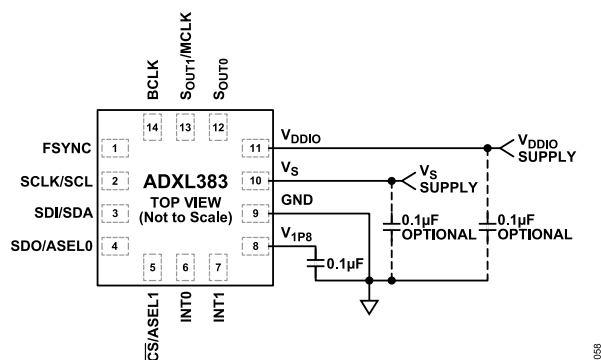 BCLK
SOUT1/MCLK
SOUT0
14
13
12
FSYNC
1
SCLK/SCL
2
SDI/SDA
3
SDO/ASEL0
4
ADXL383
TOP VIEW
(Not to Scale)
11
VDDIO
10
VS
9
GND
8
V1P8
5
6
7
CS/ASEL1
INT0
INT1
VDDIO
SUPPLY
VS
SUPPLY
0.1µF
OPTIONAL
0.1µF
OPTIONAL
0.1µF
058